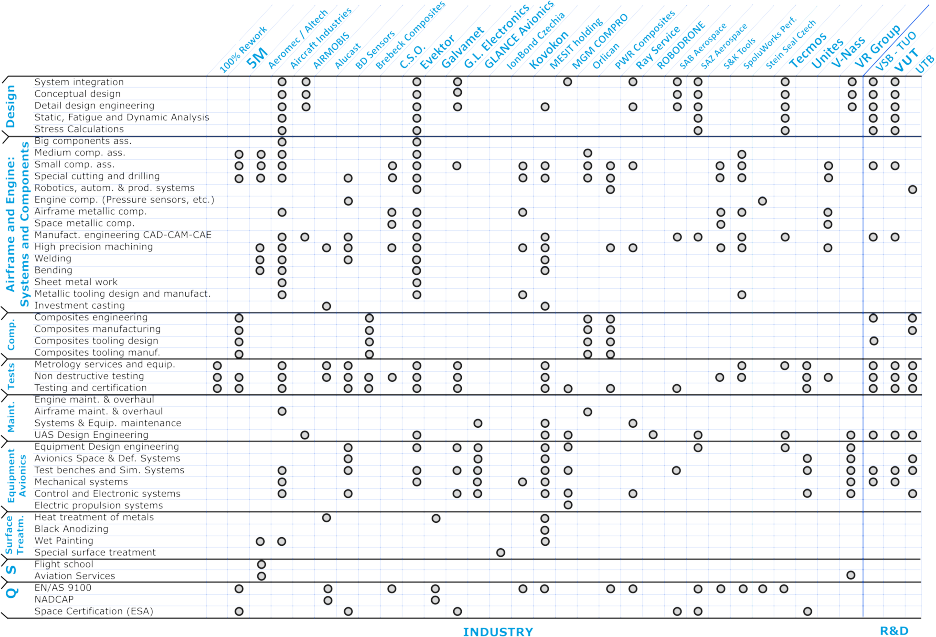 100% Rework
5M
Aeromec / Altech
Aircraft Industries
AIRMOBIS
Alucast
BD Sensors
Brebeck Composites
C.S.O.
Evektor
Galvamet
G.L. Electronics
GLANCE Avionics
IonBond Czechia
Kovokon
MESIT holding
MGM COMPRO
Orlican
PWR Composites
Ray Service
RODRONE
SAB Aerospace
SAZ Aerospace
S&K Tools
SpoluWorks Perf.
Stein Seal Czech
Tecmos
Unites
V-Nass
VR Group
VSB - TUO
VUT
UTB
Design
System integration
Conceptual design
Detail design engineering
Static, Fatigue and Dynamic Analysis
Stress Calculations
Airframe and Engine:
Systems and Components
Big components ass.
Medium comp. ass.
Small comp. ass.
Special cutting and drilling
Robotics, autom. & prod. systems
Engine comp. (Pressure sensors, etc.)
Airframe metallic comp.
Space metallic comp.
Manufact. engineering CAD-CAM-CAE
High precision machining
Welding
Bending
Sheet metal work
Metallic tooling design and manufact.
Investment casting
Comp.
Composites engineering
Composites manufacturing
Composites tooling design
Composites tooling manuf.
Tests
Metrology services and equip.
Non destructive testing
Testing and certification
Maint.
Engine maint. & overhaul
Airframe maint. & overhaul
Systems & Equip. maintenance
UAS Design Engineering
Equipment
Avionics
Equipment Design engineering
Avionics Space & Def. Systems
Test benches and Sim. Systems
Mechanical systems
Control and Electronic systems
Electric propulsion systems
Surface
Treatm.
Heat treatment of metals
Black Anodizing
Wet Painting
Special surface treatment
S
Flight school
Aviation Services
Q
EN/AS 9100
NADCAP
Space Certification (ESA)
INDUSTRY
R&D